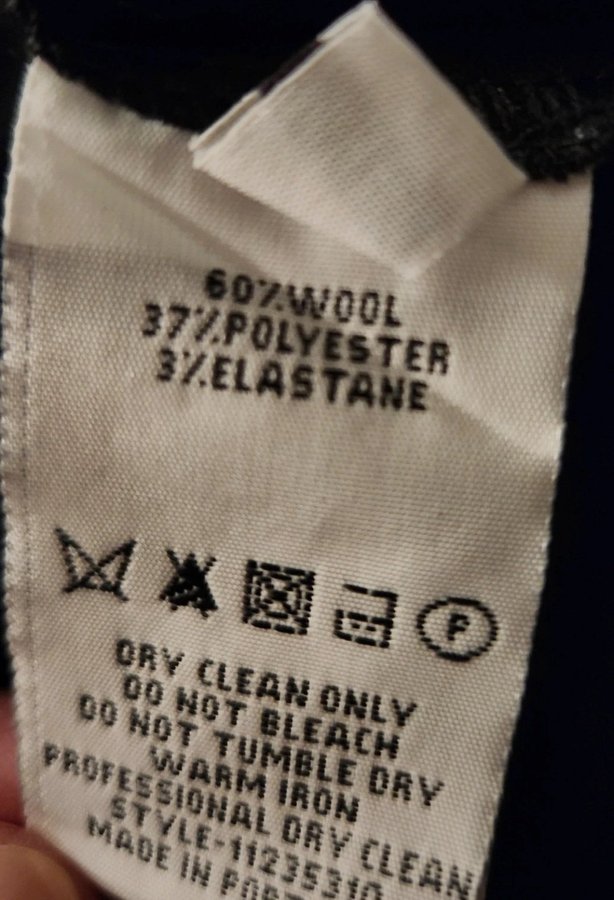 60%WOOL
37%POLYESTER
3%ELASTANE
P
DRY CLEAN ONLY
DO NOT BLEACH
DO NOT TUMBLE DRY
WARM IRON
PROFESSIONAL DRY CLEAN
STYLE-11235310
MADE IN